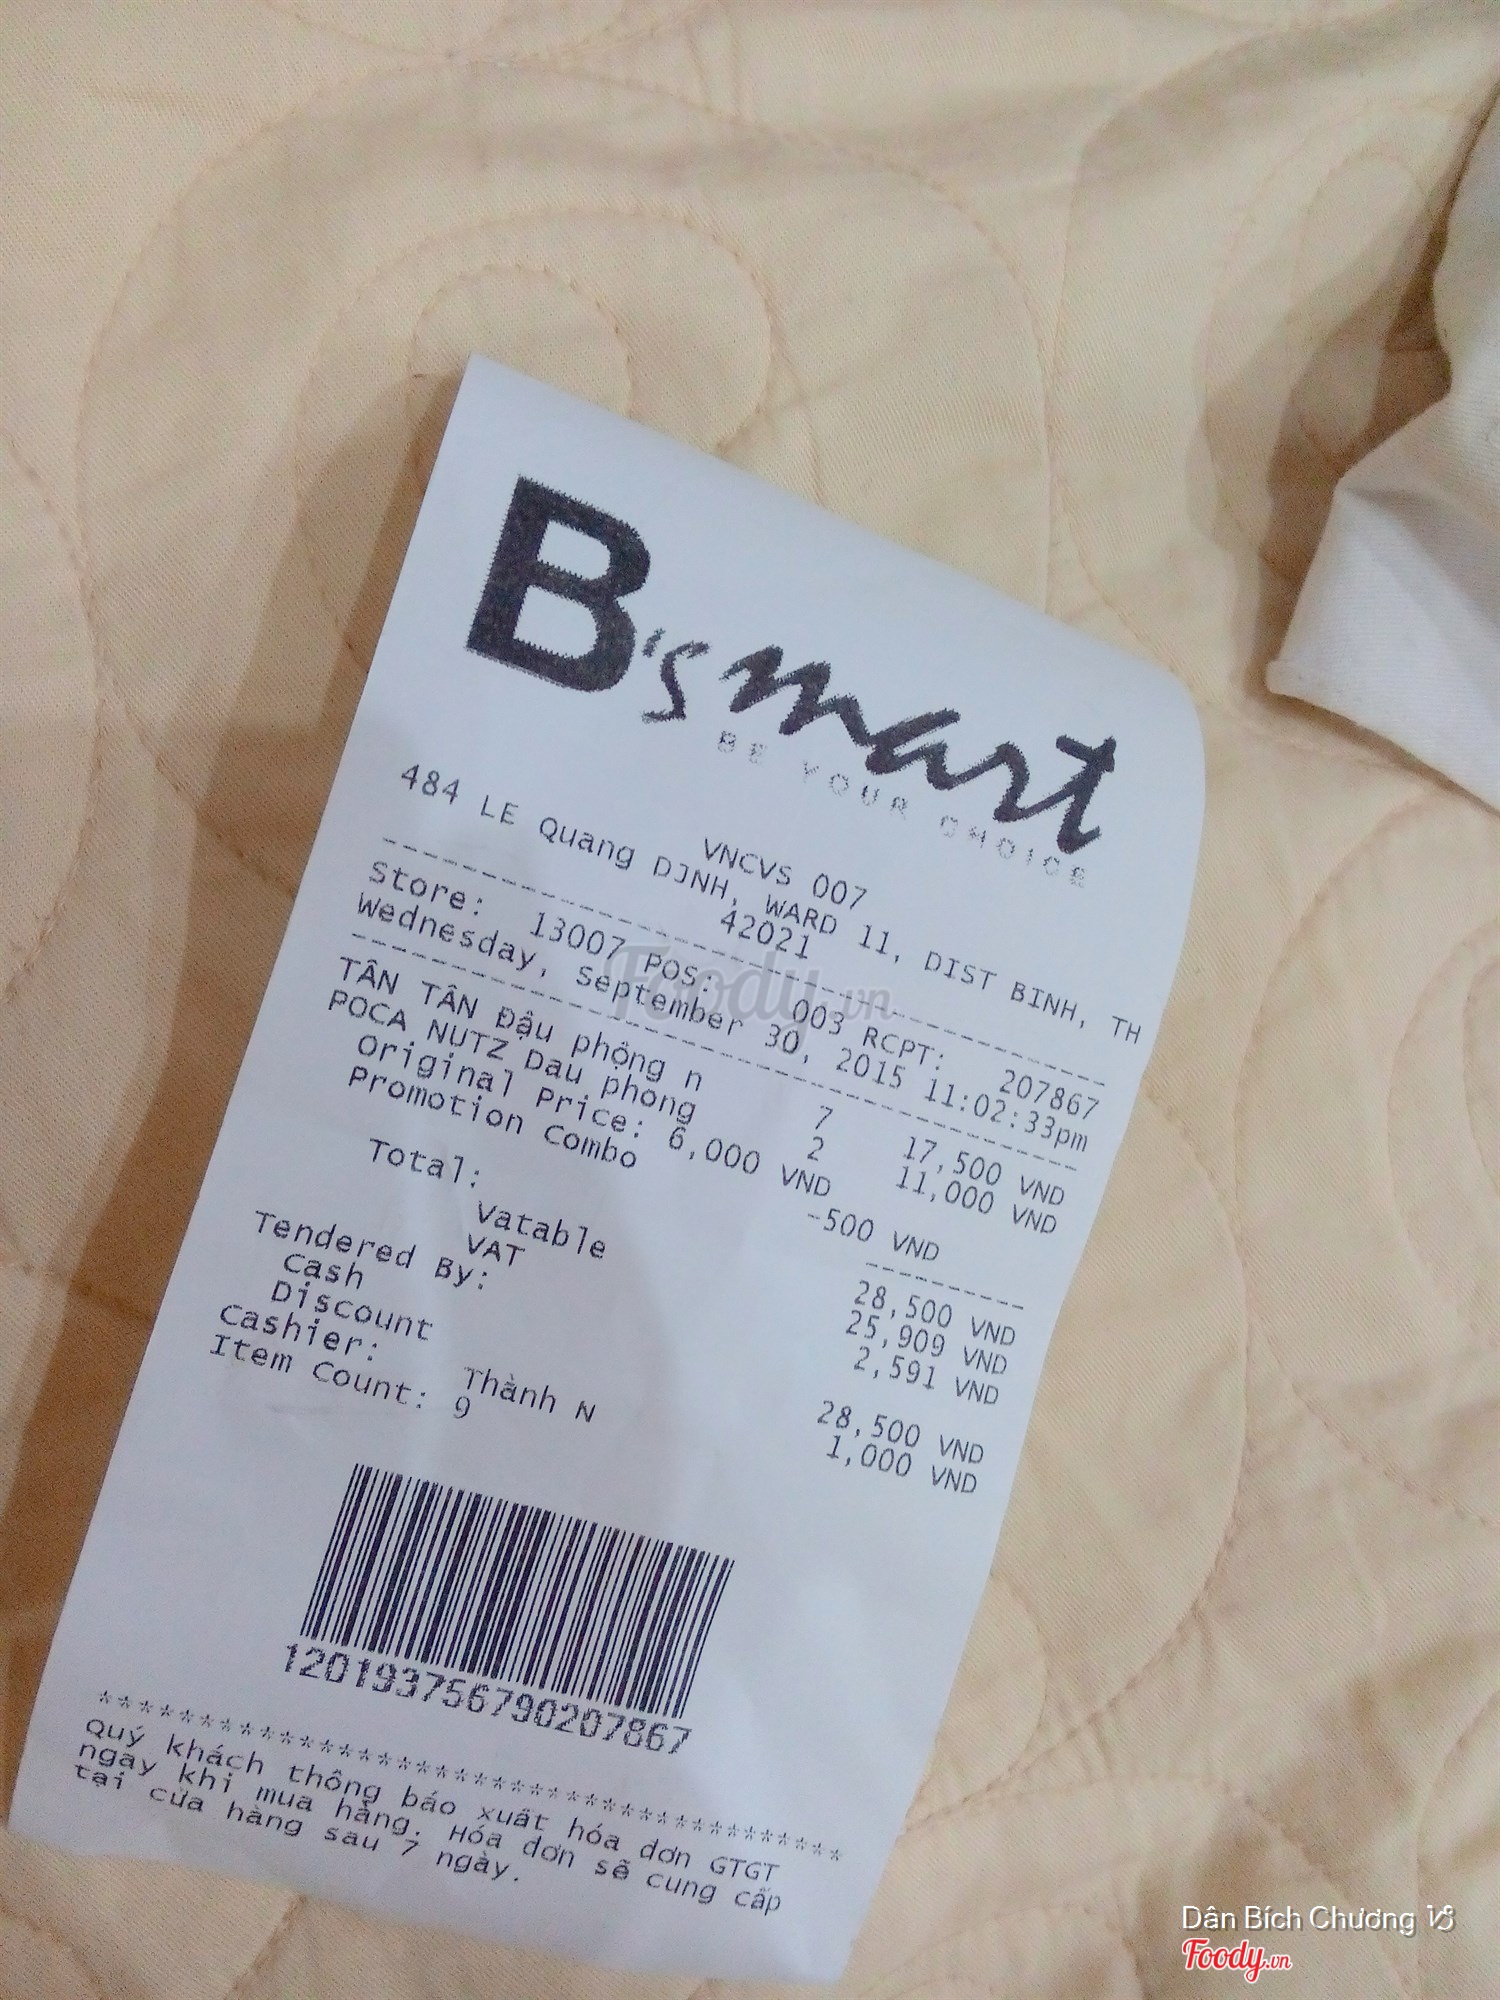 B's mart
BE YOUR CHOICE
VNCVS 007
484 LE Quang DJNH, WARD 11, DIST BINH, TH
42021
Store: 13007 POS: 003 RCPT: 207867
Wednesday, September 30, 2015 11:02:33pm
TÂN TÂN Đậu phộng n 7 17,500 VND
POCA NUTZ Dau phong 2 11,000 VND
Original Price: 6,000 VND
Promotion Combo -500 VND
Total: 28,500 VND
Vatable 25,909 VND
VAT 2,591 VND
Tendered By:
Cash 28,500 VND
Discount 1,000 VND
Cashier: Thành N
Item Count: 9
120193756790207867
*************************************
Quý khách thông báo xuất hóa đơn GTGT
ngay khi mua hàng. Hóa đơn sẽ cung cấp
tại cửa hàng sau 7 ngày.
Foody.vn
Dân Bích Chương
Foody.vn